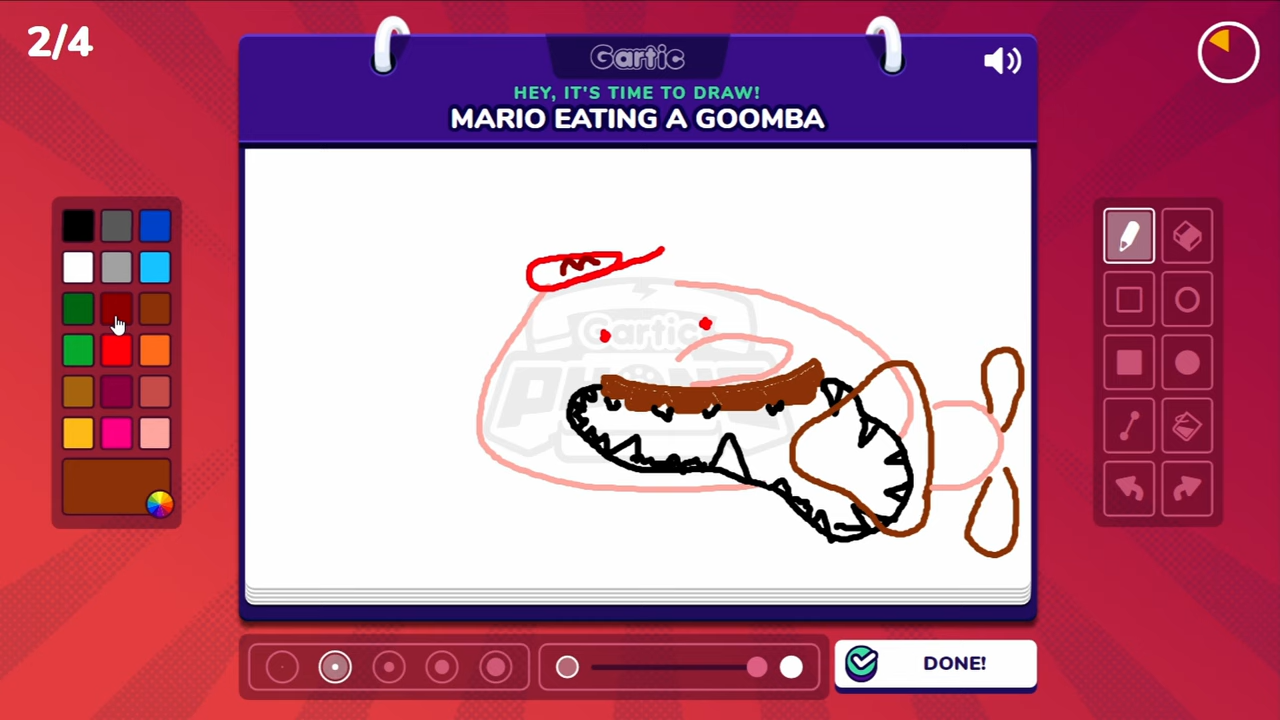 2/4
Gartic
HEY, IT'S TIME TO DRAW!
MARIO EATING A GOOMBA
M
Gartic
PHONE
DONE!